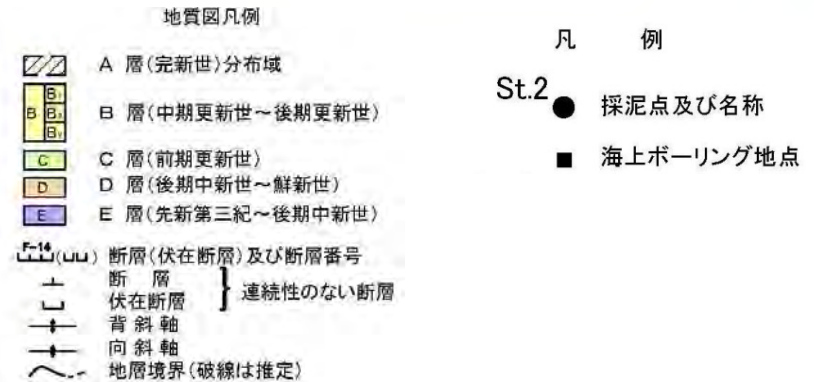 地質図凡例
A 層(完新世)分布域
B B₁ B₂ B₃ B 層(中期更新世～後期更新世)
C C 層(前期更新世)
D D 層(後期中新世～鮮新世)
E E 層(先新第三紀～後期中新世)
F-14 ( ) 断層(伏在断層)及び断層番号
断 層
伏在断層
連続性のない断層
背斜軸
向斜軸
地層境界(破線は推定)
凡 例
St.2 採泥点及び名称
海上ボーリング地点